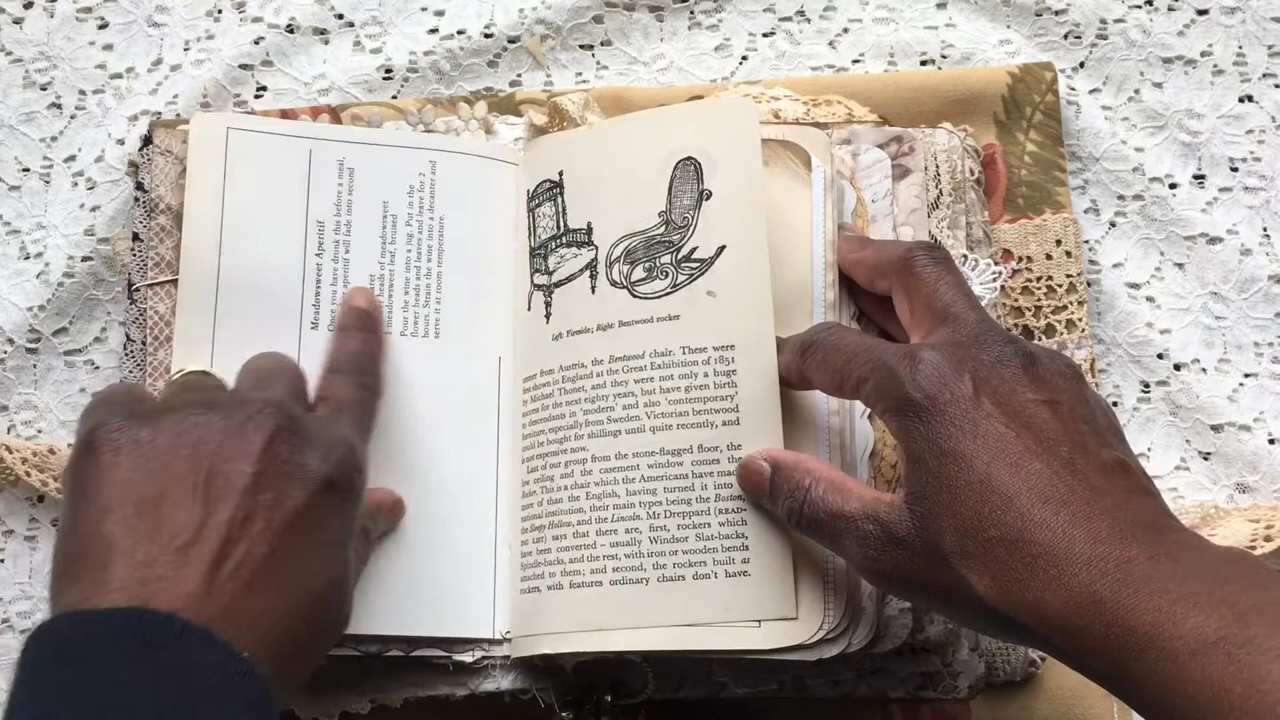 Meadowsweet Aperitif
Once you have drunk this before a meal,
aperitif will fade into second
heads of meadowsweet
meadowsweet leaf, bruised
Pour the wine into a jug. Put in the
flower heads and leaves and leave for 2
hours. Strain the wine into a decanter and
serve it at room temperature.
Left: Fireside; Right: Bentwood rocker
from Austria, the Bentwood chair. These were
first shown in England at the Great Exhibition of 1851
by Michael Thonet, and they were not only a huge
success for the next eighty years, but have given birth
to descendants in 'modern' and also 'contemporary'
furniture, especially from Sweden. Victorian bentwood
could be bought for shillings until quite recently, and
is not expensive now.
Last of our group from the stone-flagged floor, the
low ceiling and the casement window comes the
Rocker. This is a chair which the Americans have
more of than the English, having turned it into
national institution, their main types being the Boston,
the Sleepy Hollow, and the Lincoln. Mr Dreppard (READ-
ING LIST) says that there are, first, rockers which
have been converted – usually Windsor Slat-backs,
Spindle-backs, and the rest, with iron or wooden bends
attached to them; and second, the rockers built as
rockers, with features ordinary chairs don't have.